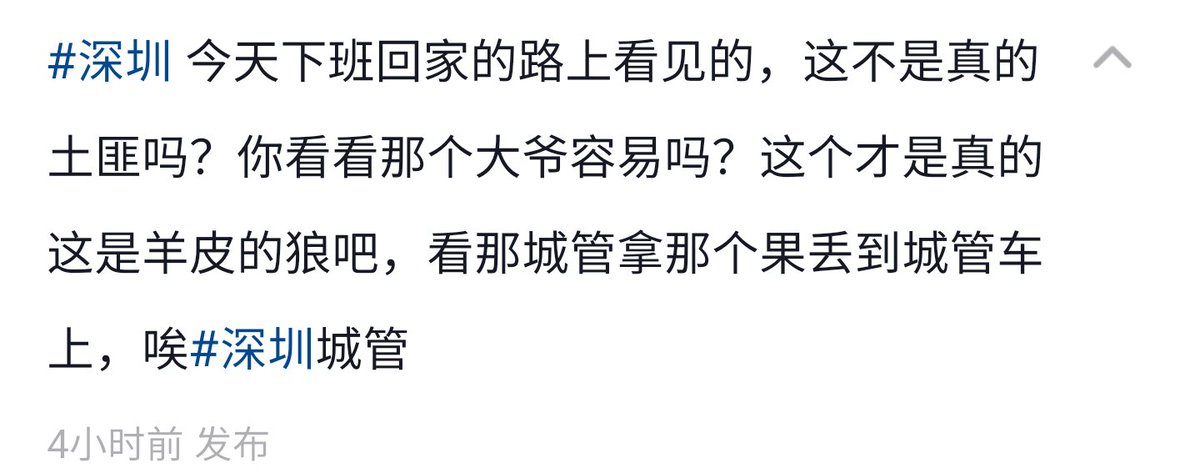 #深圳 今天下班回家的路上看见的，这不是真的
土匪吗？你看看那个大爷容易吗？这个才是真的
这是羊皮的狼吧，看那城管拿那个果丢到城管车
上，唉#深圳城管
4小时前 发布